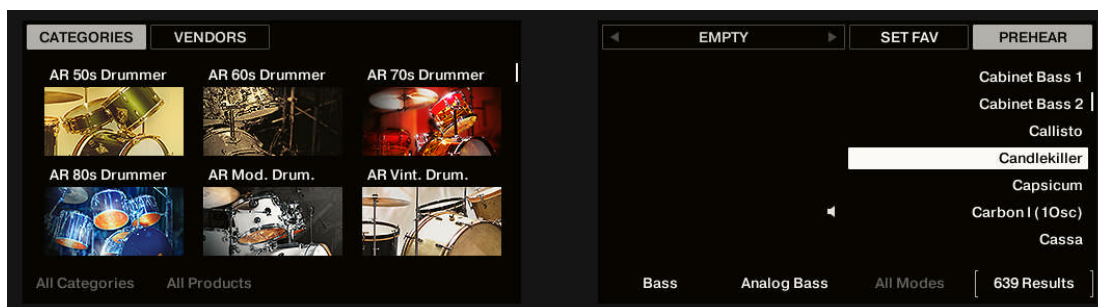 CATEGORIES VENDORS
AR 50s Drummer AR 60s Drummer AR 70s Drummer
AR 80s Drummer AR Mod. Drum. AR Vint. Drum.
All Categories All Products
EMPTY SET FAV PREHEAR
Cabinet Bass 1
Cabinet Bass 2
Callisto
Candlekiller
Capsicum
Carbon I (1Osc)
Cassa
Bass Analog Bass All Modes 639 Results